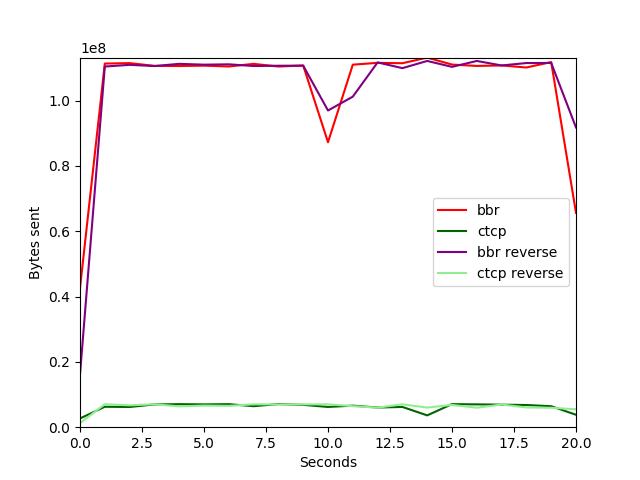 1e8
1.0
0.8
0.6
0.4
0.2
0.0
Bytes sent
bbr
ctcp
bbr reverse
ctcp reverse
0.0 2.5 5.0 7.5 10.0 12.5 15.0 17.5 20.0
Seconds